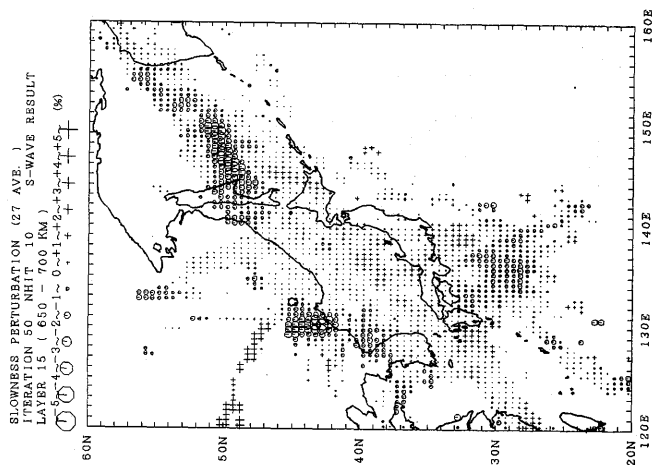 SLOWNESS PERTURBATION (27 AVE.)
ITERATION 50 NHIT 10 S-WAVE RESULT
LAYER 15 ( 650 - 700 KM)
-5~-4~-3~-2~-1~ 0~+1~+2~+3~+4~+5~ (%)
60N
50N
40N
30N
20N
120E
130E
140E
150E
160E